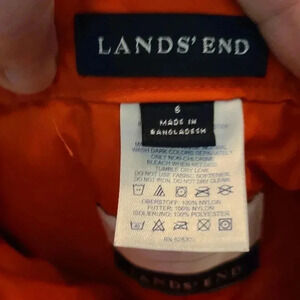 LANDS' END
MADE IN
BANGLADESH
WASH DARK COLORS SEPARATELY
ONLY NON-CHLORINE
BLEACH WHEN NEEDED
TUMBLE DRY LOW
DO NOT USE FABRIC SOFTENER
DO NOT IRON, DO NOT DRY CLEAN
OBERSTOFF: 100% NYLON
FUTTER: 100% NYLON
ISOLIERUNG: 100% POLYESTER
LANDS' END